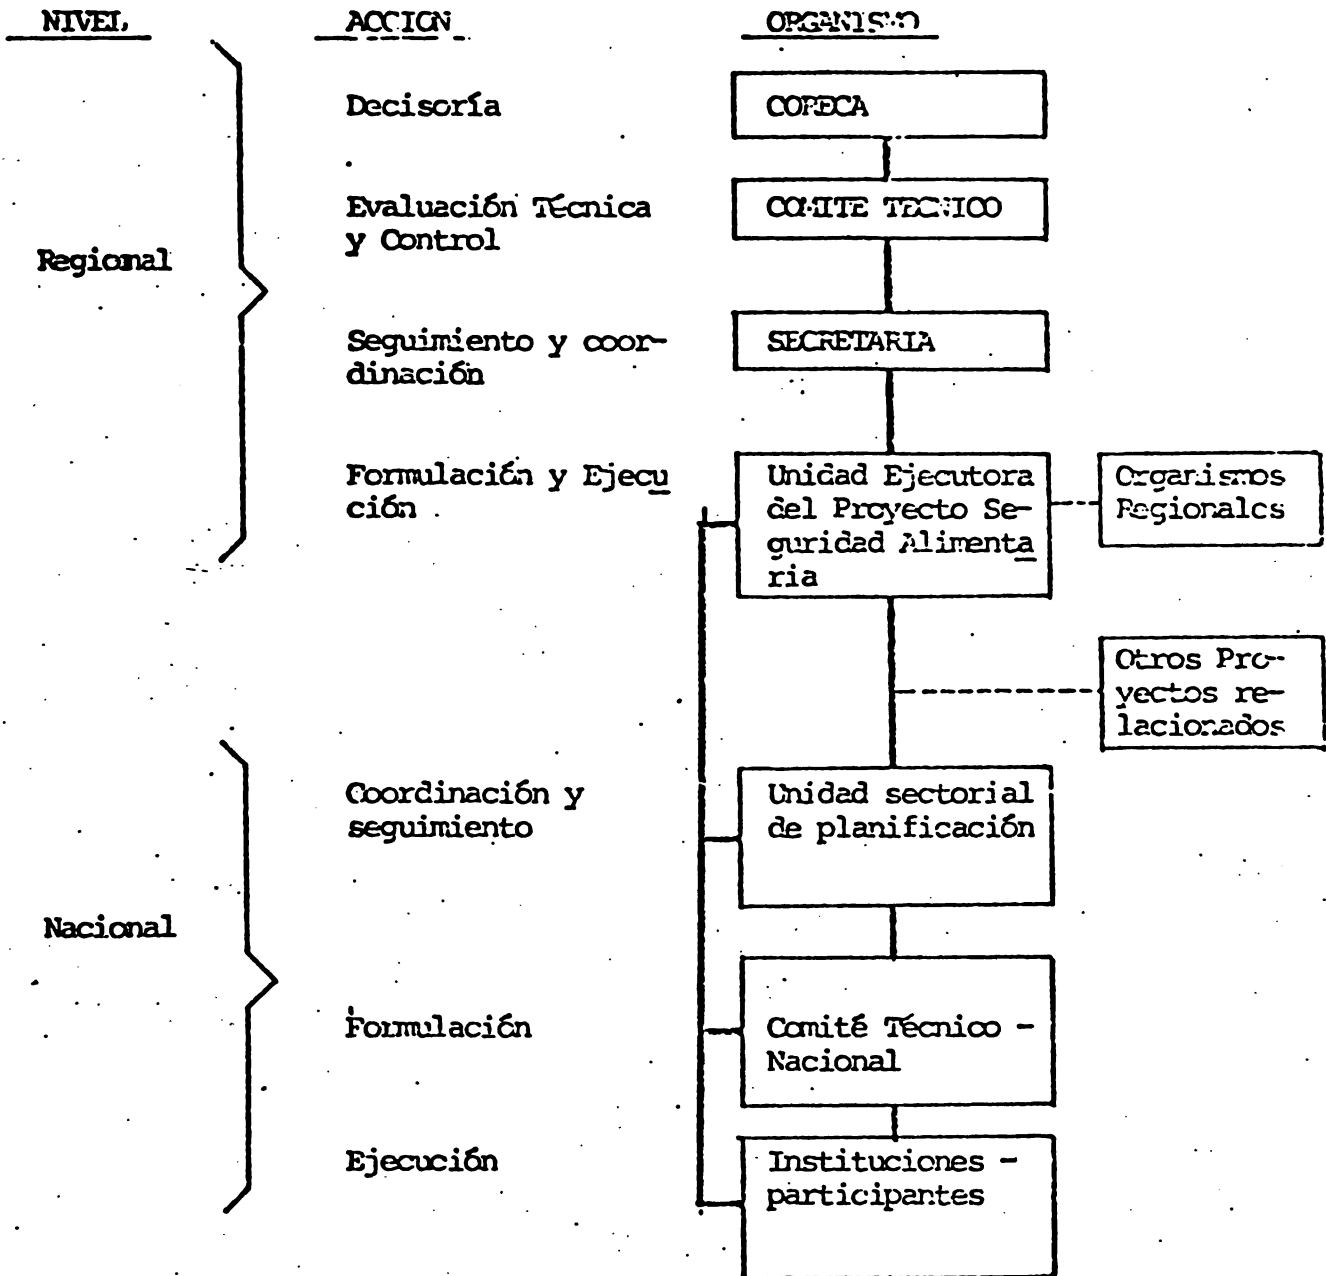 NIVEL ACCION ORGANISMO
Decisoría CORECA
Evaluación Técnica COMITE TECNICO
y Control
Regional
Seguimiento y coor- SECRETARIA
dinación
Formulación y Ejecu Unidad Ejecutora Organismos
ción del Proyecto Se- Regionales
guridad Alimenta
ria
Otros Pro-
yectos re-
lacionados
Coordinación y Unidad sectorial
seguimiento de planificación
Nacional
Formulación Comité Técnico -
Nacional
Ejecución Instituciones -
participantes